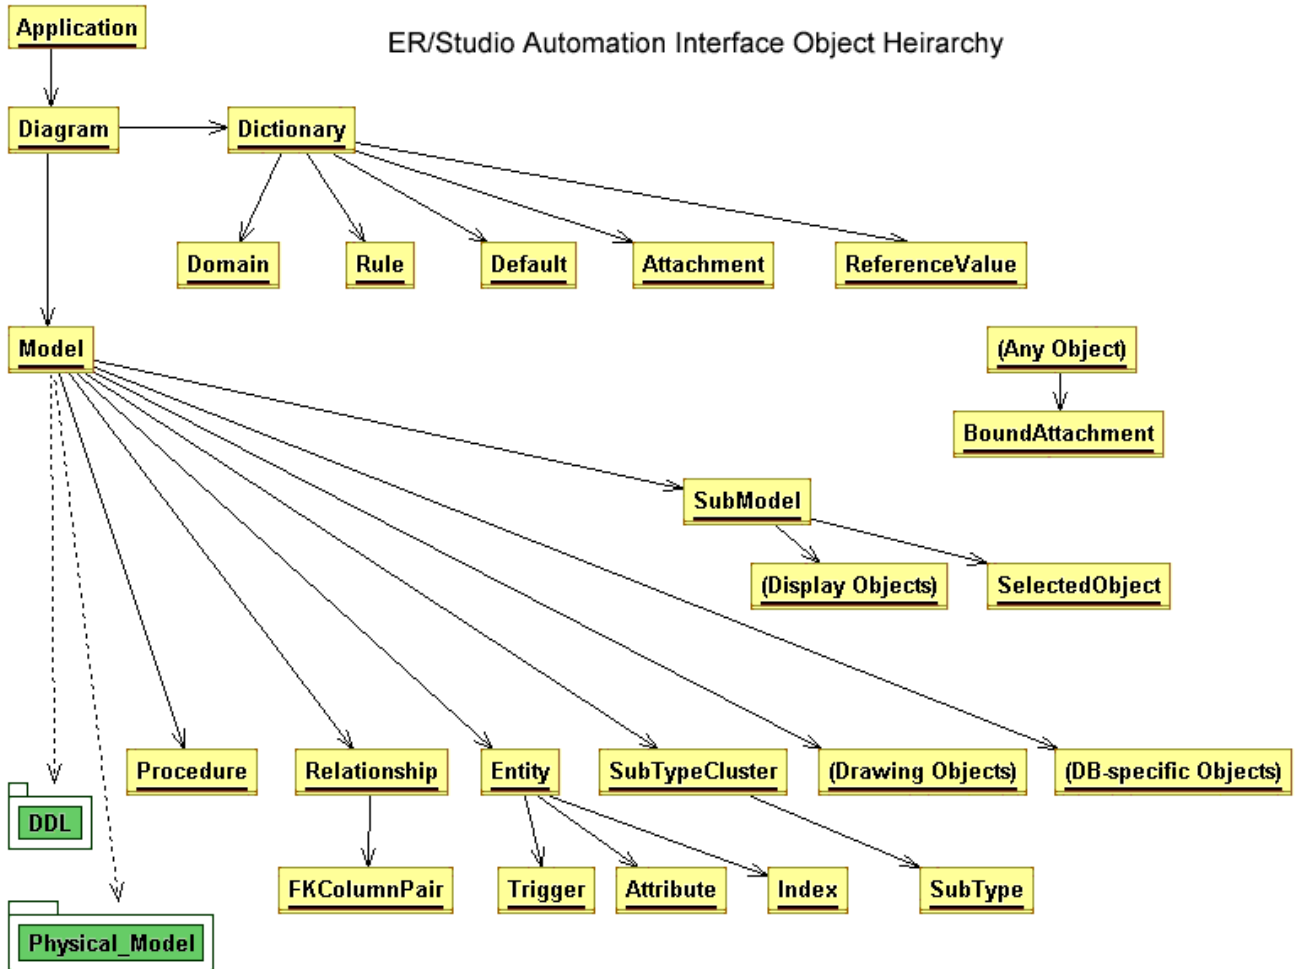 Application
ER/Studio Automation Interface Object Heirarchy
Diagram
Dictionary
Domain
Rule
Default
Attachment
ReferenceValue
Model
(Any Object)
BoundAttachment
SubModel
(Display Objects)
SelectedObject
Procedure
Relationship
Entity
SubTypeCluster
(Drawing Objects)
(DB-specific Objects)
DDL
FKColumnPair
Trigger
Attribute
Index
SubType
Physical_Model